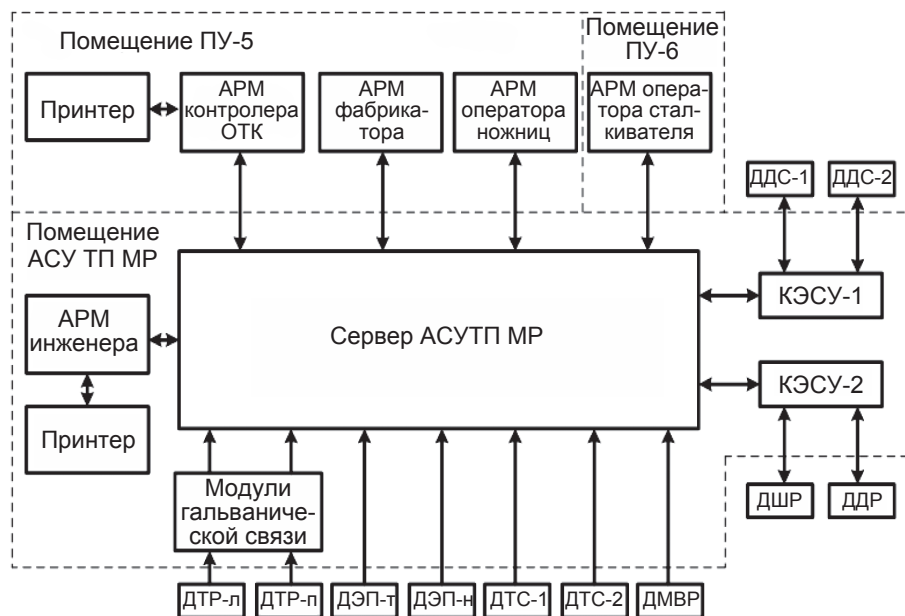 Помещение ПУ-5
Помещение
ПУ-6
Принтер
АРМ
контролера
ОТК
АРМ
фабрика-
тора
АРМ
оператора
ножниц
АРМ опера-
тора стал-
кивателя
ДДС-1
ДДС-2
Помещение
АСУ ТП МР
КЭСУ-1
АРМ
инженера
Сервер АСУТП МР
КЭСУ-2
Принтер
Модули
гальваниче-
ской связи
ДШР
ДДР
ДТР-л
ДТР-п
ДЭП-т
ДЭП-н
ДТС-1
ДТС-2
ДМВР